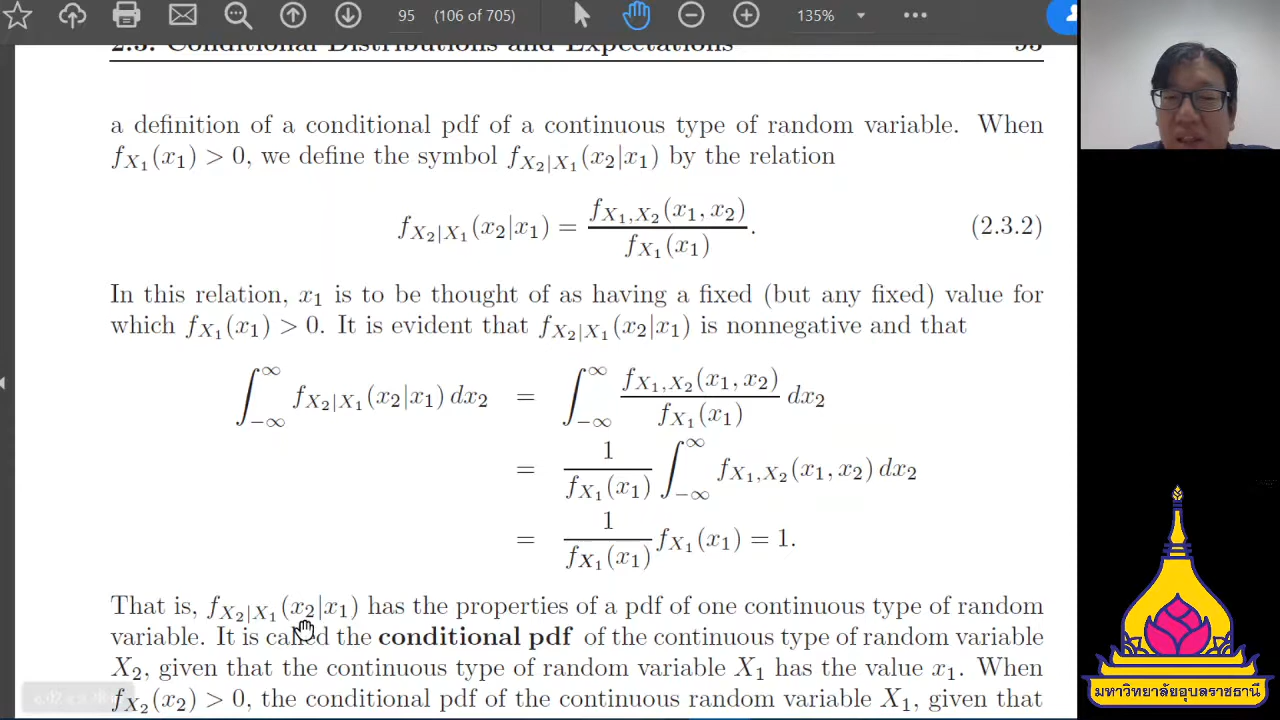 95 (106 of 705) 135%
2.3. Conditional Distributions and Expectations 95
a definition of a conditional pdf of a continuous type of random variable. When
f_{X_1}(x_1) > 0, we define the symbol f_{X_2|X_1}(x_2|x_1) by the relation
f_{X_2|X_1}(x_2|x_1) = \frac{f_{X_1,X_2}(x_1, x_2)}{f_{X_1}(x_1)}. (2.3.2)
In this relation, x_1 is to be thought of as having a fixed (but any fixed) value for
which f_{X_1}(x_1) > 0. It is evident that f_{X_2|X_1}(x_2|x_1) is nonnegative and that
\int_{-∞}^{∞} f_{X_2|X_1}(x_2|x_1) dx_2 = \int_{-∞}^{∞} \frac{f_{X_1,X_2}(x_1, x_2)}{f_{X_1}(x_1)} dx_2
= \frac{1}{f_{X_1}(x_1)} \int_{-∞}^{∞} f_{X_1,X_2}(x_1, x_2) dx_2
= \frac{1}{f_{X_1}(x_1)} f_{X_1}(x_1) = 1.
That is, f_{X_2|X_1}(x_2|x_1) has the properties of a pdf of one continuous type of random
variable. It is called the conditional pdf of the continuous type of random variable
X_2, given that the continuous type of random variable X_1 has the value x_1. When
f_{X_2}(x_2) > 0, the conditional pdf of the continuous random variable X_1, given that
มหาวิทยาลัยอุบลราชธานี